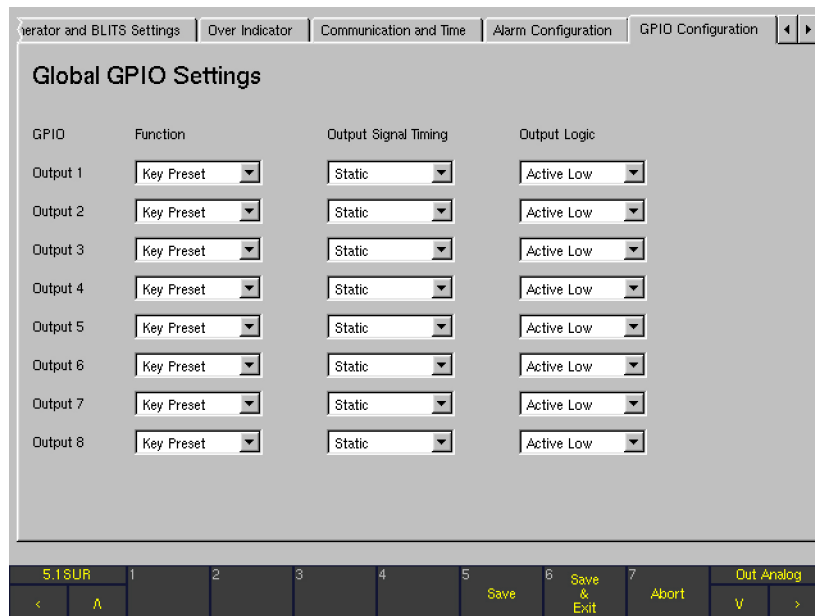 nerator and BLITS Settings Over Indicator Communication and Time Alarm Configuration GPIO Configuration
Global GPIO Settings
GPIO Function Output Signal Timing Output Logic
Output 1 Key Preset Static Active Low
Output 2 Key Preset Static Active Low
Output 3 Key Preset Static Active Low
Output 4 Key Preset Static Active Low
Output 5 Key Preset Static Active Low
Output 6 Key Preset Static Active Low
Output 7 Key Preset Static Active Low
Output 8 Key Preset Static Active Low
5.1SUR 1 2 3 4 5 Save 6 Save & Exit 7 Abort Out Analog
< Λ V >